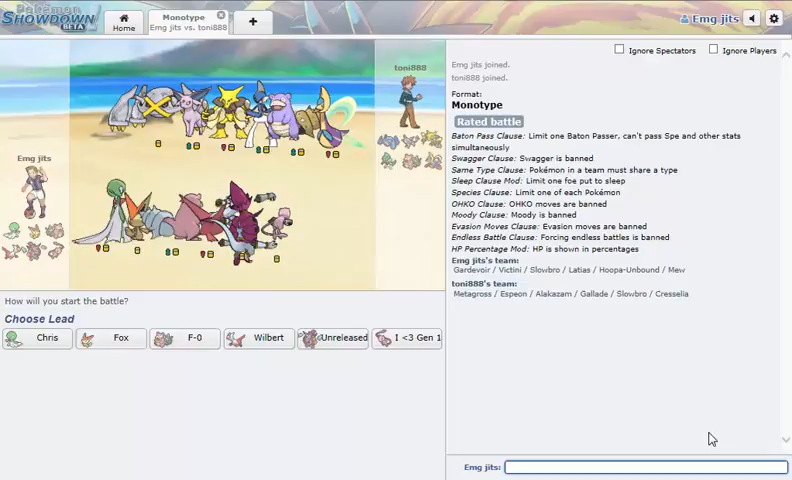 Pokémon
SHOWDOWN
BETA
Home
Monotype
Emg jits vs. toni888
+
Emg jits
Ignore Spectators
Ignore Players
toni888
Emg jits
Emg jits joined.
toni888 joined.
Format:
Monotype
Rated battle
Baton Pass Clause: Limit one Baton Passer, can't pass Spe and other stats
simultaneously
Swagger Clause: Swagger is banned
Same Type Clause: Pokémon in a team must share a type
Sleep Clause Mod: Limit one foe put to sleep
Species Clause: Limit one of each Pokémon
OHKO Clause: OHKO moves are banned
Moody Clause: Moody is banned
Evasion Moves Clause: Evasion moves are banned
Endless Battle Clause: Forcing endless battles is banned
HP Percentage Mod: HP is shown in percentages
Emg jits's team:
Gardevoir / Victini / Slowbro / Latias / Hoopa-Unbound / Mew
toni888's team:
Metagross / Espeon / Alakazam / Gallade / Slowbro / Cresselia
How will you start the battle?
Choose Lead
Chris
Fox
F-0
Wilbert
Unreleased
I <3 Gen 1
Emg jits: